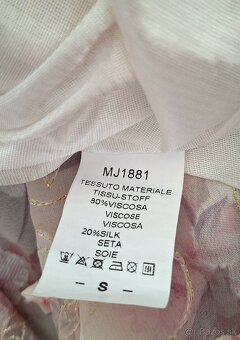 MJ1881
TESSUTO MATERIALE
TISSU-STOFF
80%VISCOSA
VISCOSE
VISCOSA
20%SILK
SETA
SOIE
- S -